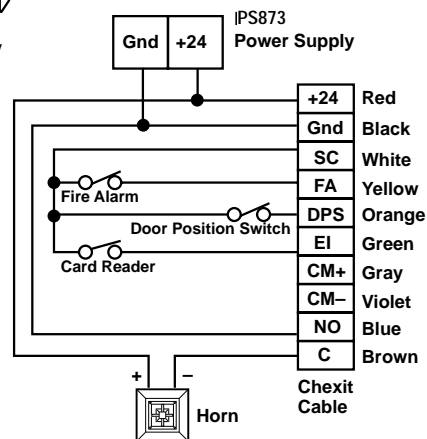 PS873
Gnd +24 Power Supply
+24 Red
Gnd Black
SC White
FA Yellow
Fire Alarm
DPS Orange
Door Position Switch
EI Green
Card Reader
CM+ Gray
CM– Violet
NO Blue
C Brown
+ –
Chexit
Cable
Horn